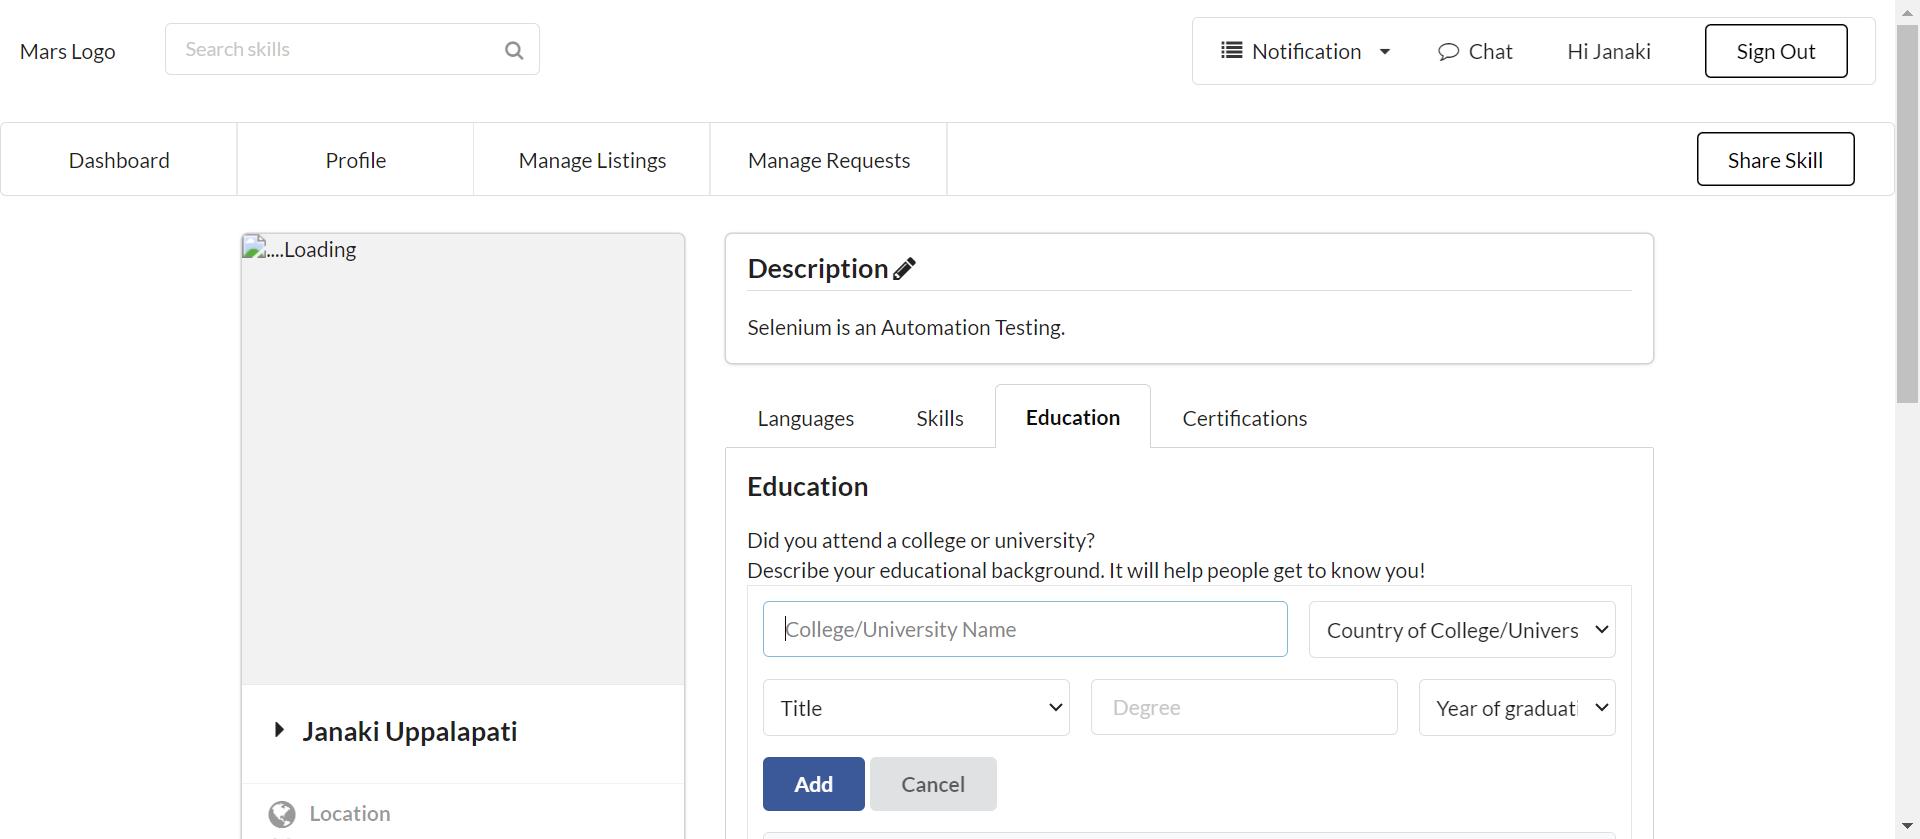 Mars Logo
Search skills
Notification
Chat
Hi Janaki
Sign Out
Dashboard
Profile
Manage Listings
Manage Requests
Share Skill
....Loading
Janaki Uppalapati
Location
Description
Selenium is an Automation Testing.
Languages
Skills
Education
Certifications
Education
Did you attend a college or university?
Describe your educational background. It will help people get to know you!
College/University Name
Country of College/Univers
Title
Degree
Year of graduati
Add
Cancel